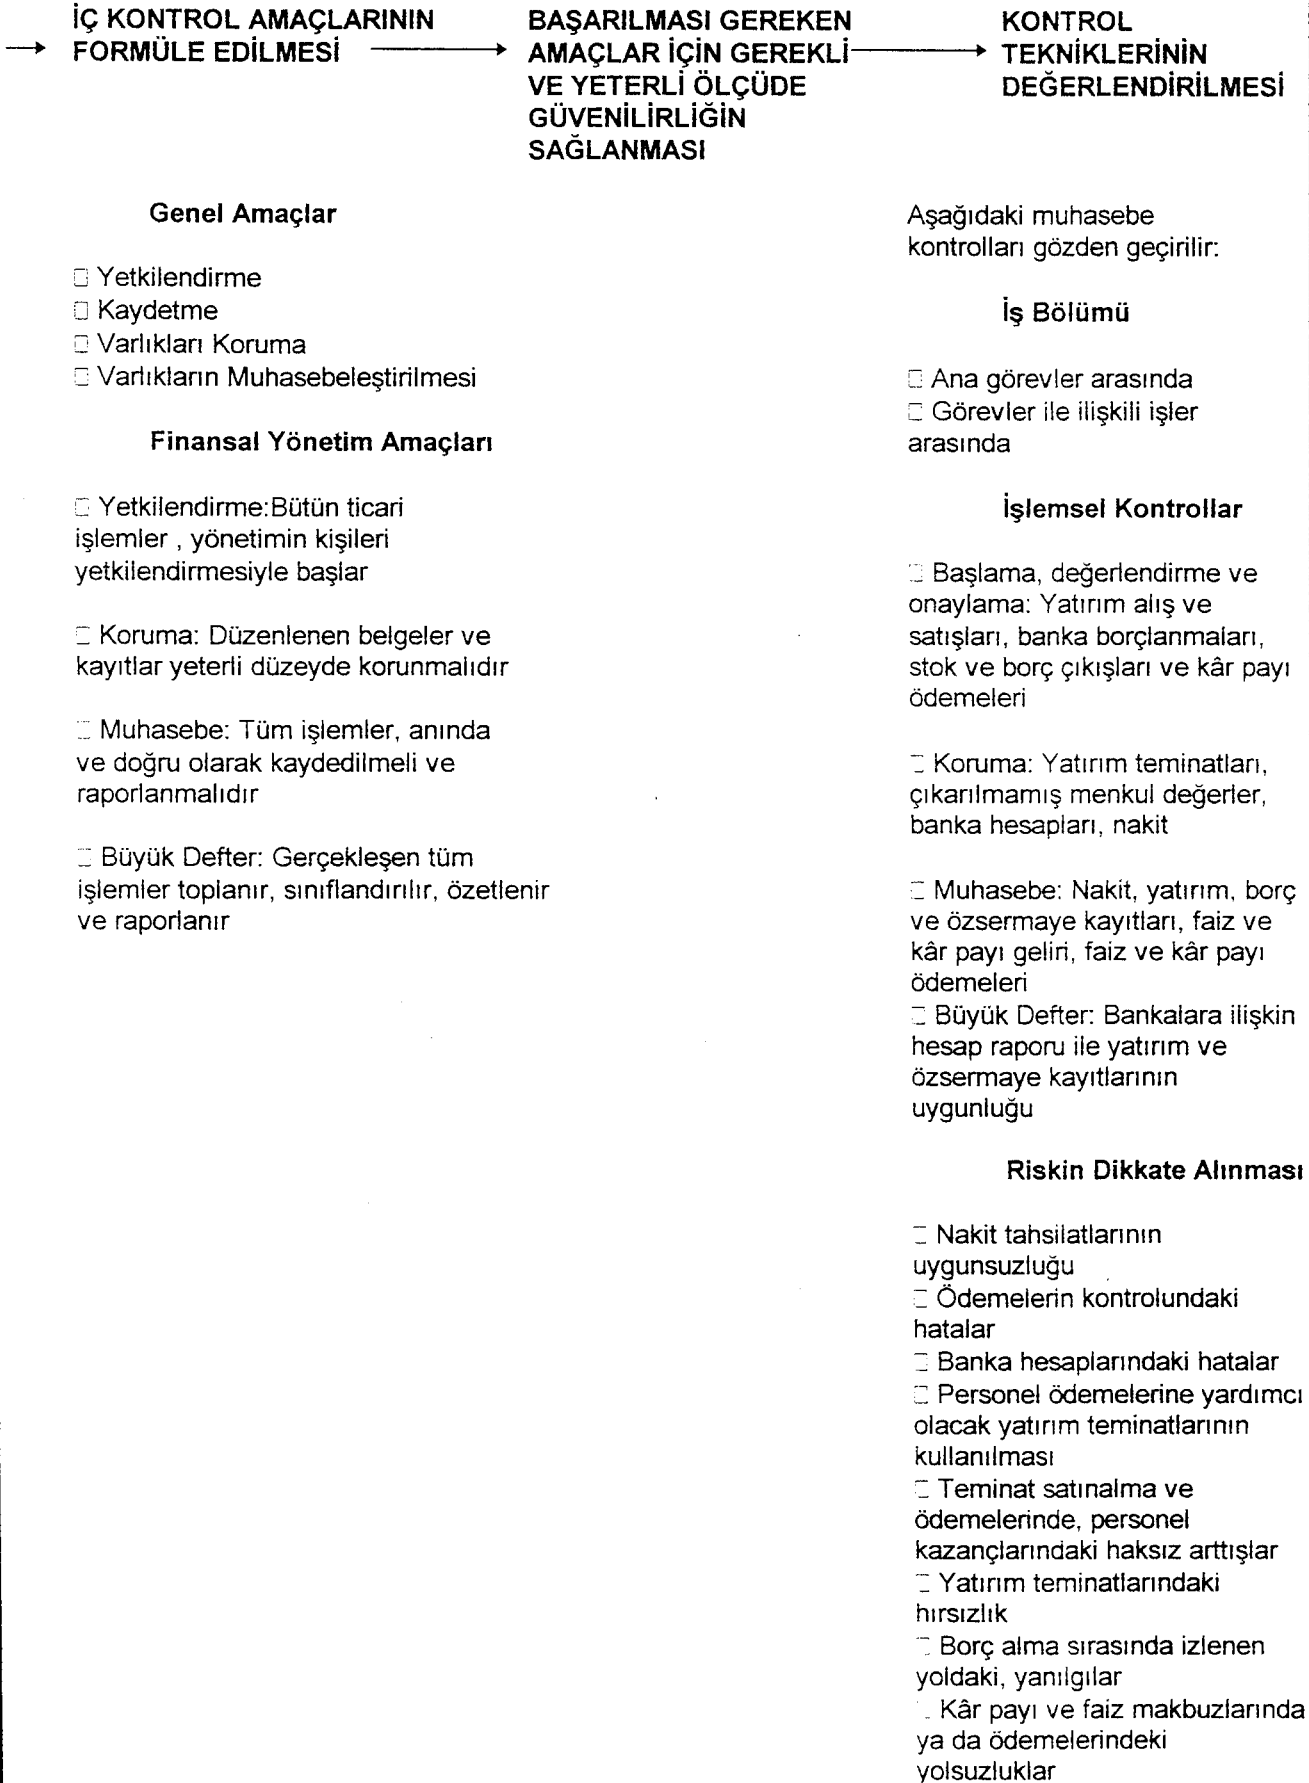 İÇ KONTROL AMAÇLARININ
→ FORMÜLE EDİLMESİ →
BAŞARILMASI GEREKEN
AMAÇLAR İÇİN GEREKLİ →
VE YETERLİ ÖLÇÜDE
GÜVENİLİRLİĞİN
SAĞLANMASI
KONTROL
TEKNİKLERİNİN
DEĞERLENDİRİLMESİ
Genel Amaçlar
□ Yetkilendirme
□ Kaydetme
□ Varlıkları Koruma
□ Varlıkların Muhasebeleştirilmesi
Finansal Yönetim Amaçları
□ Yetkilendirme:Bütün ticari
işlemler , yönetimin kişileri
yetkilendirmesiyle başlar
□ Koruma: Düzenlenen belgeler ve
kayıtlar yeterli düzeyde korunmalıdır
□ Muhasebe: Tüm işlemler, anında
ve doğru olarak kaydedilmeli ve
raporlanmalıdır
□ Büyük Defter: Gerçekleşen tüm
işlemler toplanır, sınıflandırılır, özetlenir
ve raporlanır
Aşağıdaki muhasebe
kontrolları gözden geçirilir:
İş Bölümü
□ Ana görevler arasında
□ Görevler ile ilişkili işler
arasında
İşlemsel Kontrollar
□ Başlama, değerlendirme ve
onaylama: Yatırım alış ve
satışları, banka borçlanmaları,
stok ve borç çıkışları ve kâr payı
ödemeleri
□ Koruma: Yatırım teminatları,
çıkarılmamış menkul değerler,
banka hesapları, nakit
□ Muhasebe: Nakit, yatırım, borç
ve özsermaye kayıtları, faiz ve
kâr payı geliri, faiz ve kâr payı
ödemeleri
□ Büyük Defter: Bankalara ilişkin
hesap raporu ile yatırım ve
özsermaye kayıtlarının
uygunluğu
Riskin Dikkate Alınması
□ Nakit tahsilatlarının
uygunsuzluğu
□ Ödemelerin kontrolundaki
hatalar
□ Banka hesaplarındaki hatalar
□ Personel ödemelerine yardımcı
olacak yatırım teminatlarının
kullanılması
□ Teminat satınalma ve
ödemelerinde, personel
kazançlarındaki haksız arttışlar
□ Yatırım teminatlarındaki
hırsızlık
□ Borç alma sırasında izlenen
yoldaki, yanılgılar
□ Kâr payı ve faiz makbuzlarında
ya da ödemelerindeki
yolsuzluklar